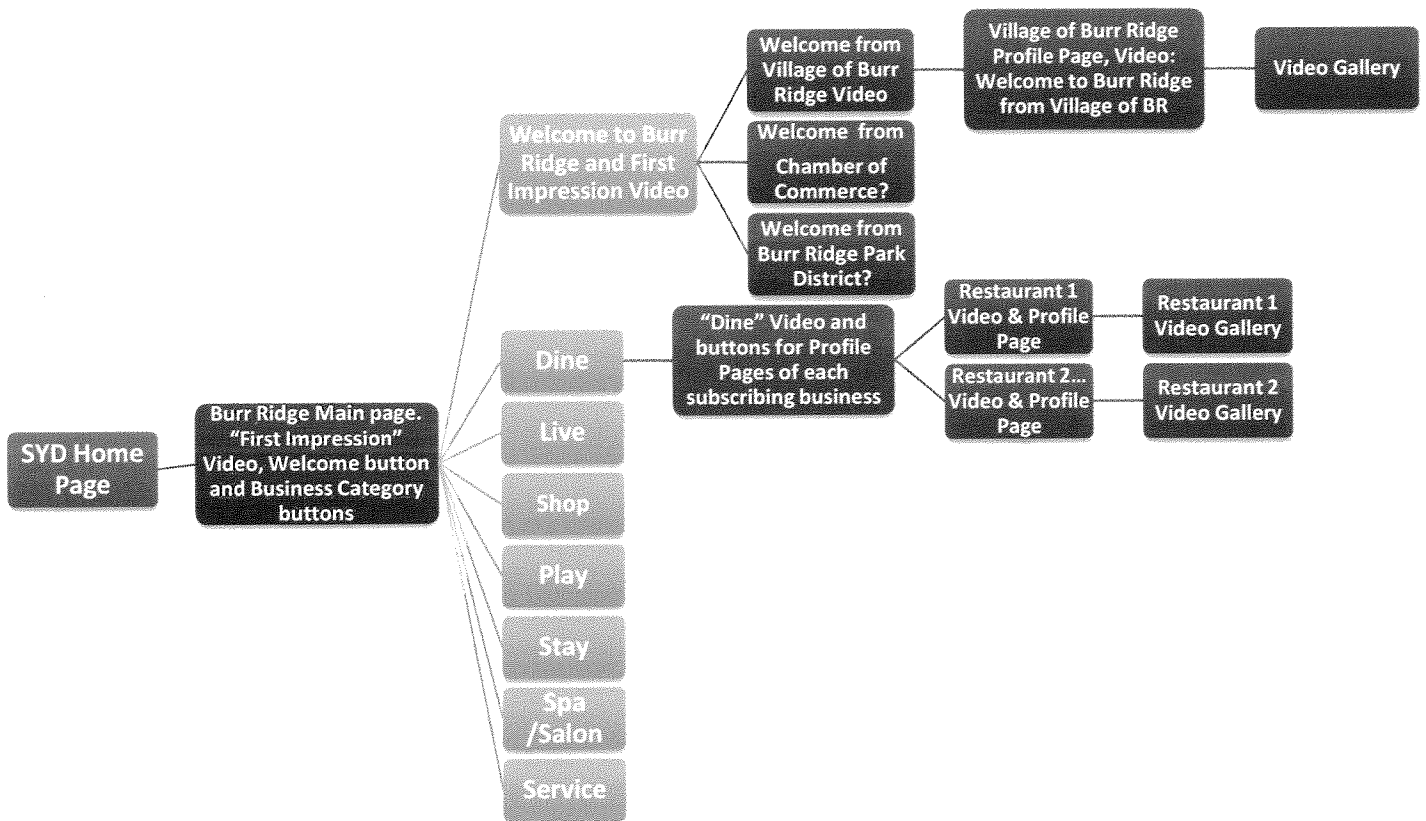 SYD Home
Page
Burr Ridge Main page.
“First Impression”
Video, Welcome button
and Business Category
buttons
Welcome to Burr
Ridge and First
Impression Video
Welcome from
Village of Burr
Ridge Video
Village of Burr Ridge
Profile Page, Video:
Welcome to Burr Ridge
from Village of BR
Video Gallery
Welcome from
Chamber of
Commerce?
Welcome from
Burr Ridge Park
District?
Dine
“Dine” Video and
buttons for Profile
Pages of each
subscribing business
Restaurant 1
Video & Profile
Page
Restaurant 1
Video Gallery
Restaurant 2...
Video & Profile
Page
Restaurant 2
Video Gallery
Live
Shop
Play
Stay
Spa
/Salon
Service